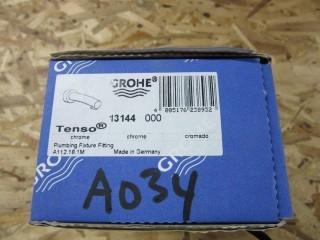 GROHE
13144 000
Tenso®
chrome chrome cromado
Plumbing Fixture Fitting
A112.18.1M Made in Germany
A034